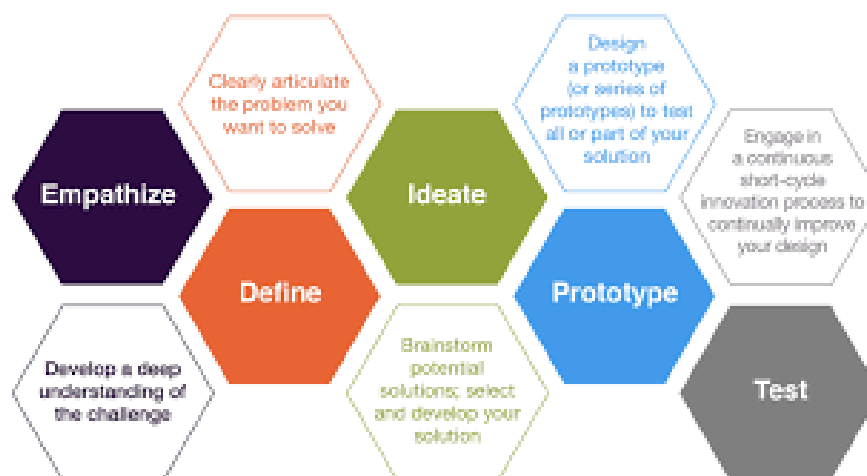 Empathize
Develop a deep
understanding of
the challenge
Clearly articulate
the problem you
want to solve
Define
Ideate
Brainstorm
potential
solutions; select
and develop your
solution
Design
a prototype
(or series of
prototypes) to test
all or part of your
solution
Prototype
Engage in
a continuous
short-cycle
innovation process to
continually improve
your design
Test